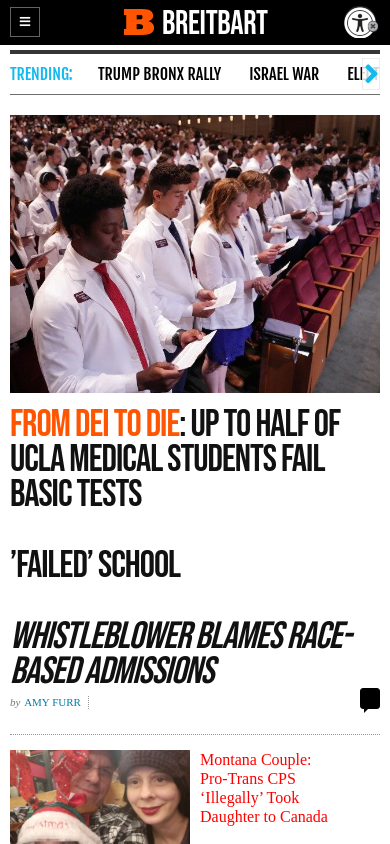 BREITBART
TRENDING: TRUMP BRONX RALLY ISRAEL WAR
FROM DEI TO DIE: UP TO HALF OF
UCLA MEDICAL STUDENTS FAIL
BASIC TESTS
’FAILED’ SCHOOL
WHISTLEBLOWER BLAMES RACE-
BASED ADMISSIONS
by AMY FURR
Montana Couple:
Pro-Trans CPS
‘Illegally’ Took
Daughter to Canada